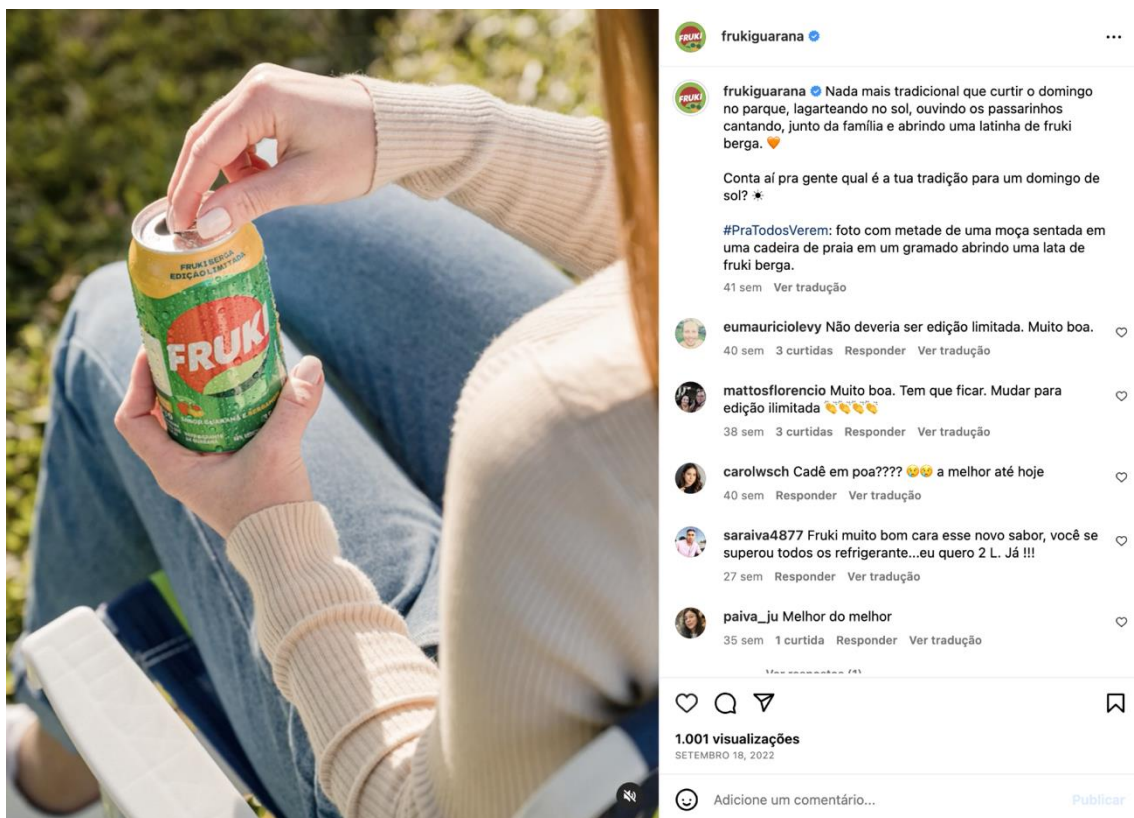 FRUKI BERGA
EDIÇÃO LIMITADA
FRUKI
FRUKI
frukiguarana
FRUKI
frukiguarana Nada mais tradicional que curtir o domingo
no parque, lagarteando no sol, ouvindo os passarinhos
cantando, junto da família e abrindo uma latinha de fruki
berga. 🧡
Conta aí pra gente qual é a tua tradição para um domingo de
sol? ☀
#PraTodosVerem: foto com metade de uma moça sentada em
uma cadeira de praia em um gramado abrindo uma lata de
fruki berga.
41 sem Ver tradução
eumauriciolevy Não deveria ser edição limitada. Muito boa.
40 sem 3 curtidas Responder Ver tradução
mattosflorencio Muito boa. Tem que ficar. Mudar para
edição ilimitada 👏👏👏👏
38 sem 3 curtidas Responder Ver tradução
carolwsch Cadê em poa???? 😢😢 a melhor até hoje
40 sem Responder Ver tradução
saraiva4877 Fruki muito bom cara esse novo sabor, você se
superou todos os refrigerante...eu quero 2 L. Já !!!
27 sem Responder Ver tradução
paiva_ju Melhor do melhor
35 sem 1 curtida Responder Ver tradução
Ver respostas (1)
1.001 visualizações
SETEMBRO 18, 2022
Adicione um comentário...
Publicar